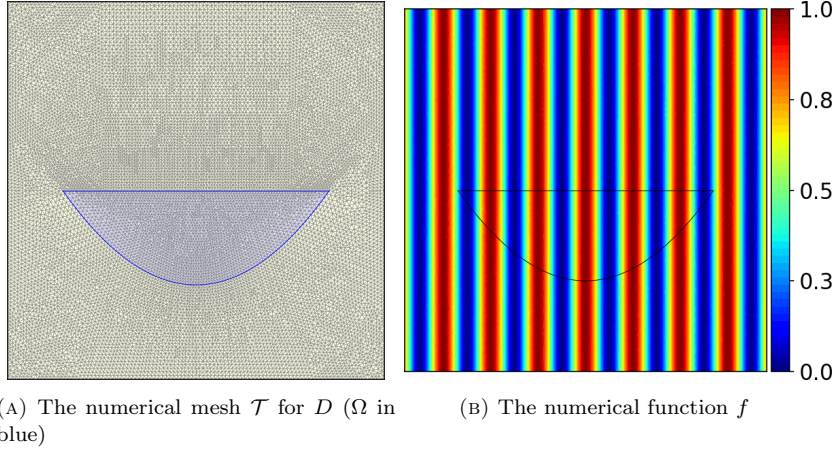 1.0
0.8
0.5
0.3
0.0
(A) The numerical mesh 𝒯 for D (Ω in
blue)
(B) The numerical function f